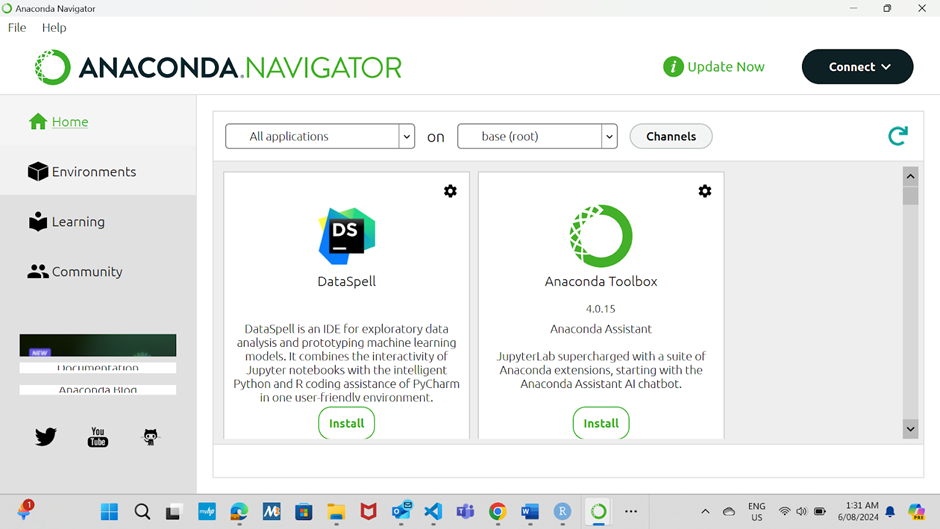 Anaconda Navigator
File Help
ANACONDA.NAVIGATOR
i Update Now
Connect
Home
Environments
Learning
Community
All applications on base (root) Channels
DS
DataSpell
DataSpell is an IDE for exploratory data
analysis and prototyping machine learning
models. It combines the interactivity of
Jupyter notebooks with the intelligent
Python and R coding assistance of PyCharm
in one user-friendly environment.
Install
Anaconda Toolbox
4.0.15
Anaconda Assistant
JupyterLab supercharged with a suite of
Anaconda extensions, starting with the
Anaconda Assistant AI chatbot.
Install
NEW
Documentation
Anaconda Blog
You
Tube
1
ENG
US
1:31 AM
6/08/2024
PRE